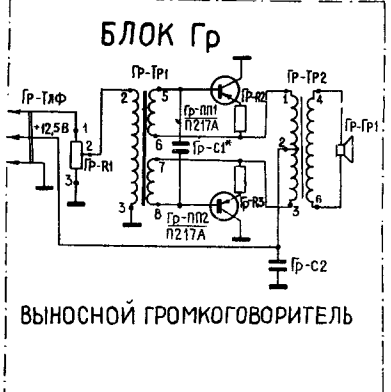 БЛОК Гр
Гр-ТР1
Гр-R2
Гр-ТР2
Гр-ТЛФ
+12,5В
1
2
3
Гр-R1
2
3
5
6
7
8
Гр-ПП1
П217А
Гр-С1*
Гр-ПП2
П217А
Гр-R3
1
2
3
4
6
Гр-Гр1
Гр-С2
ВЫНОСНОЙ ГРОМКОГОВОРИТЕЛЬ